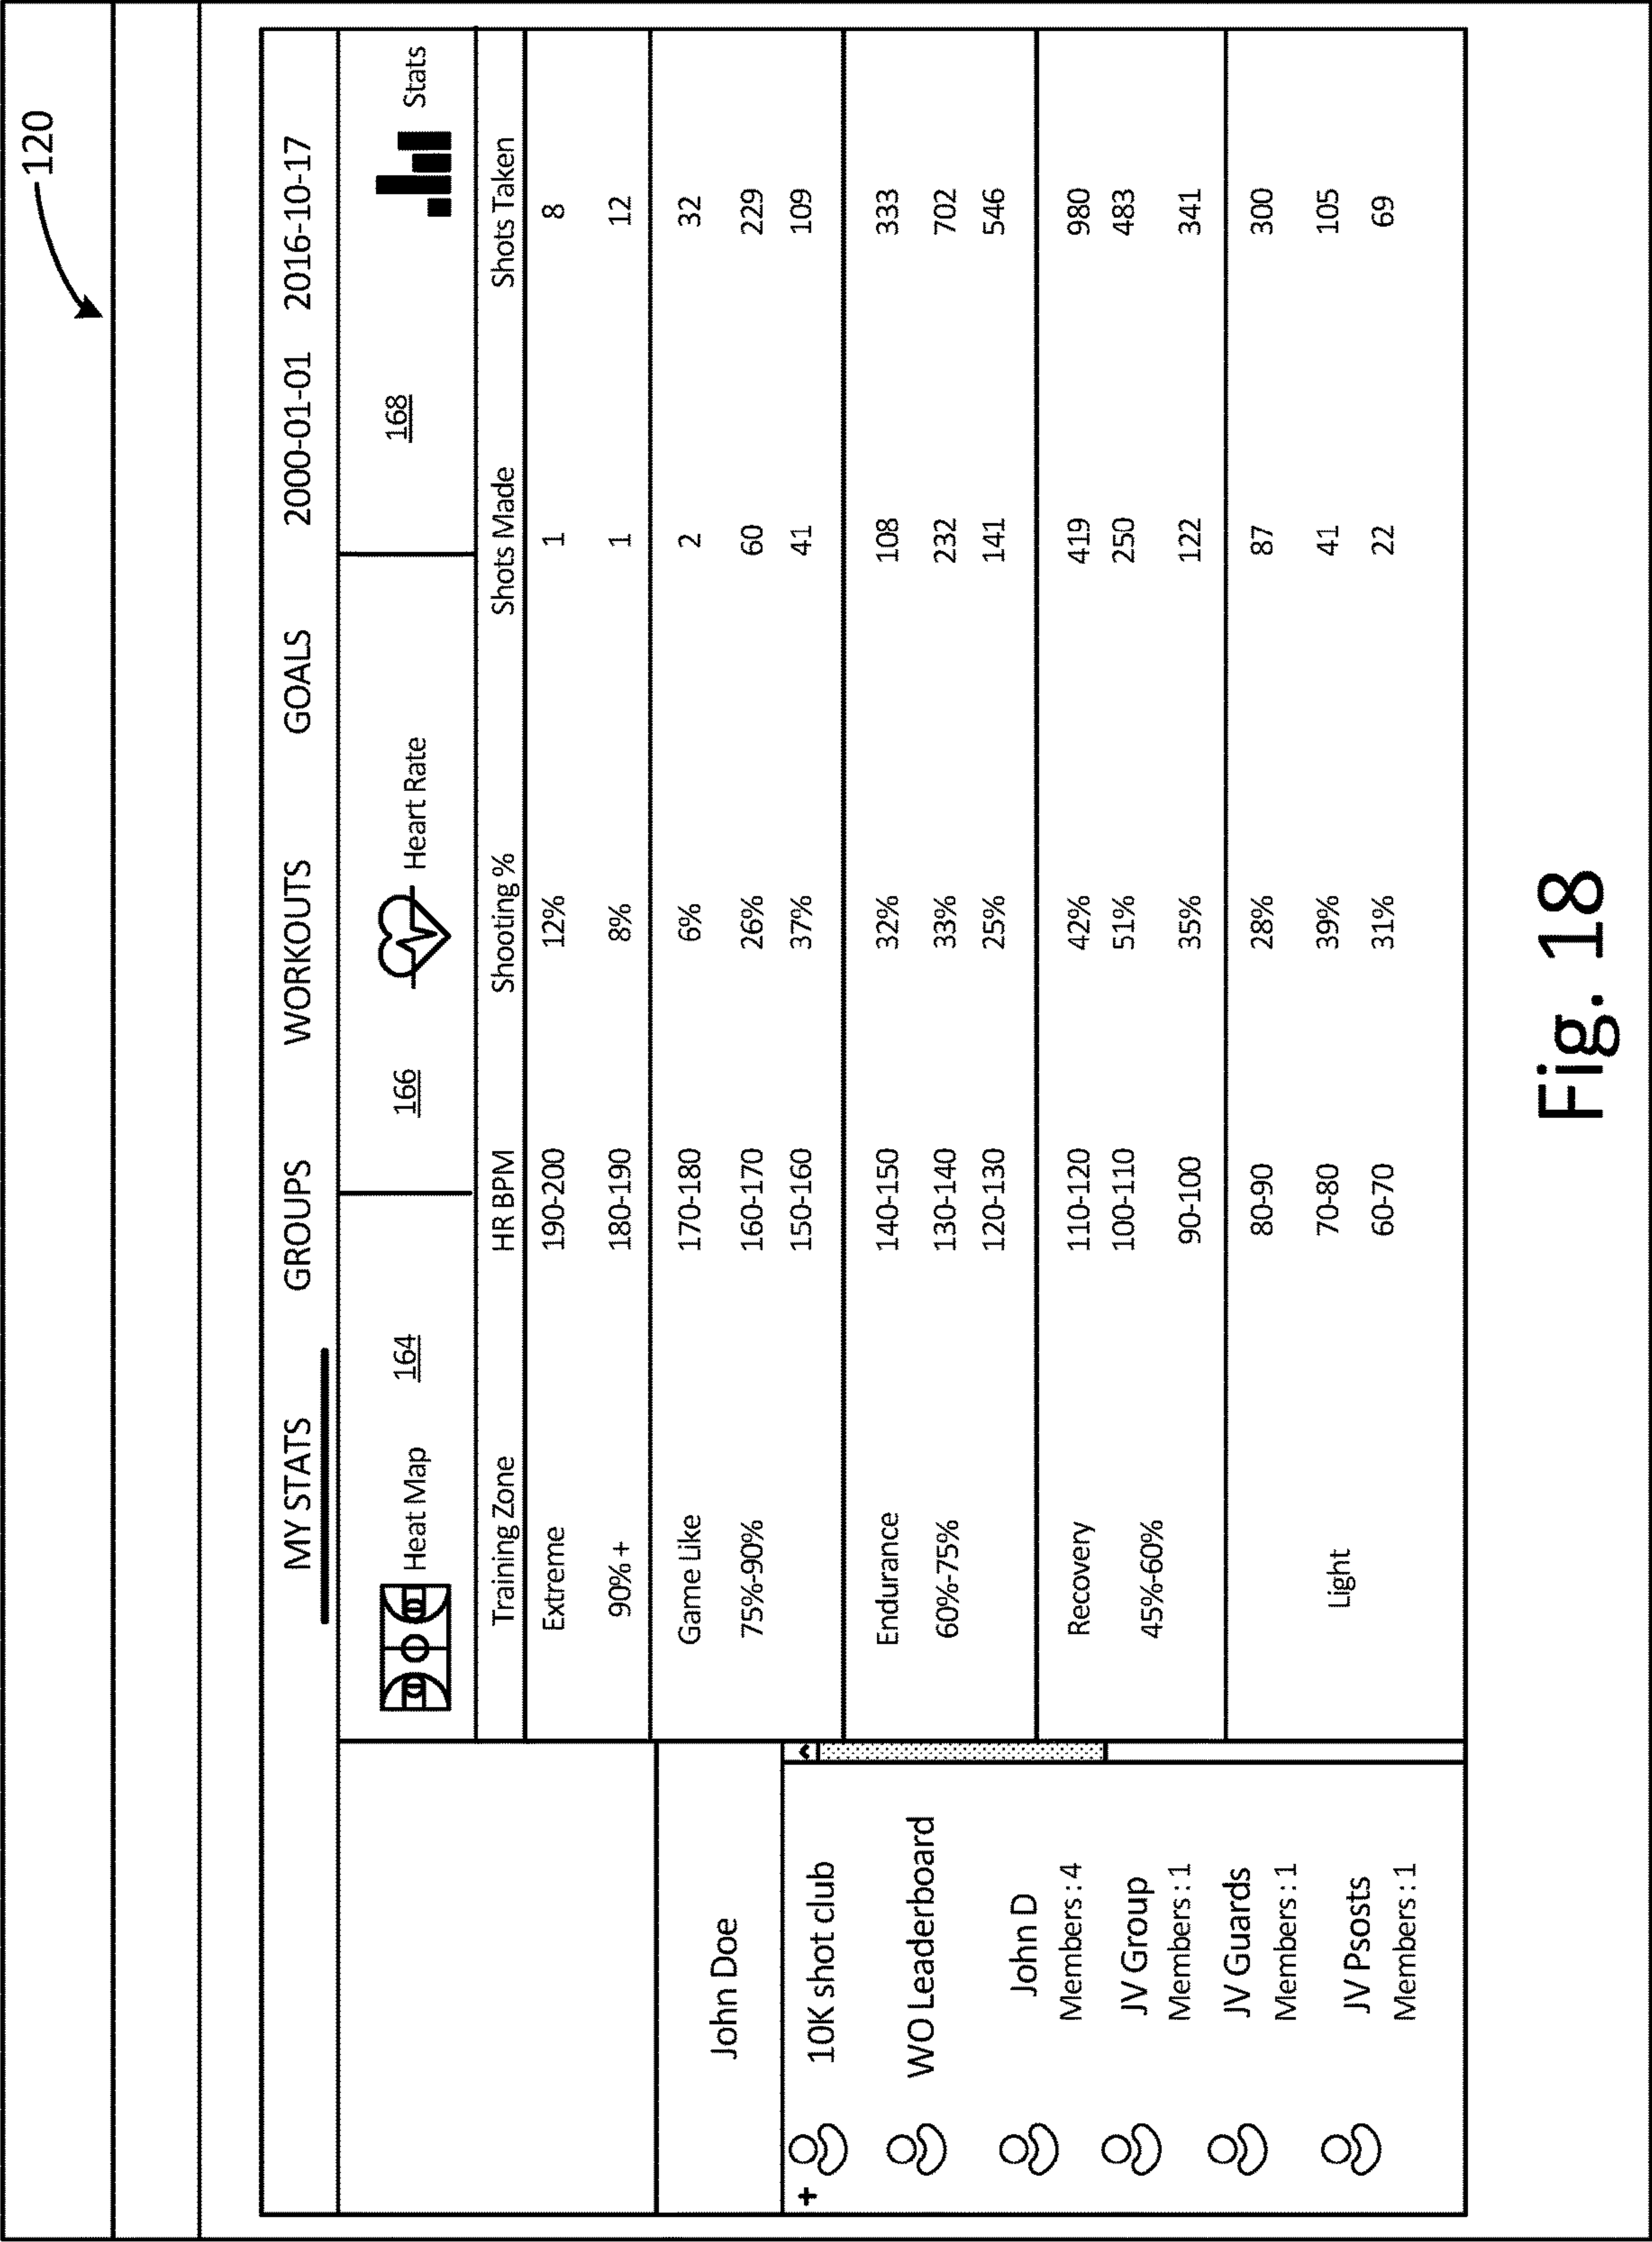 120
MY STATS GROUPS WORKOUTS GOALS 2000-01-01 2016-10-17
Heat Map 164 166 Heart Rate 168 Stats
Training Zone HR BPM Shooting % Shots Made Shots Taken
Extreme 190-200 12% 1 8
90% + 180-190 8% 1 12
Game Like 170-180 6% 2 32
75%-90% 160-170 26% 60 229
150-160 37% 41 109
Endurance 140-150 32% 108 333
60%-75% 130-140 33% 232 702
120-130 25% 141 546
Recovery 110-120 42% 419 980
45%-60% 100-110 51% 250 483
90-100 35% 122 341
80-90 28% 87 300
Light 70-80 39% 41 105
60-70 31% 22 69
John Doe
+ 10K shot club
WO Leaderboard
John D
Members : 4
JV Group
Members : 1
JV Guards
Members : 1
JV Psosts
Members : 1
Fig. 18